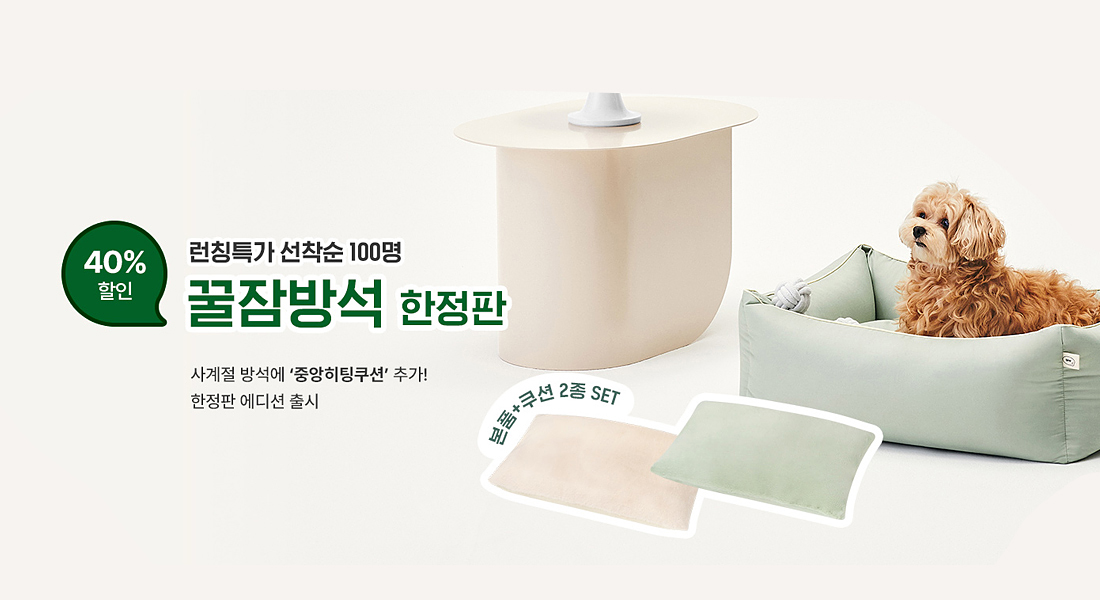 40%
할인
런칭특가 선착순 100명
꿀잠방석 한정판
사계절 방석에 ‘중앙히팅쿠션’ 추가!
한정판 에디션 출시
본품+쿠션 2종 SET